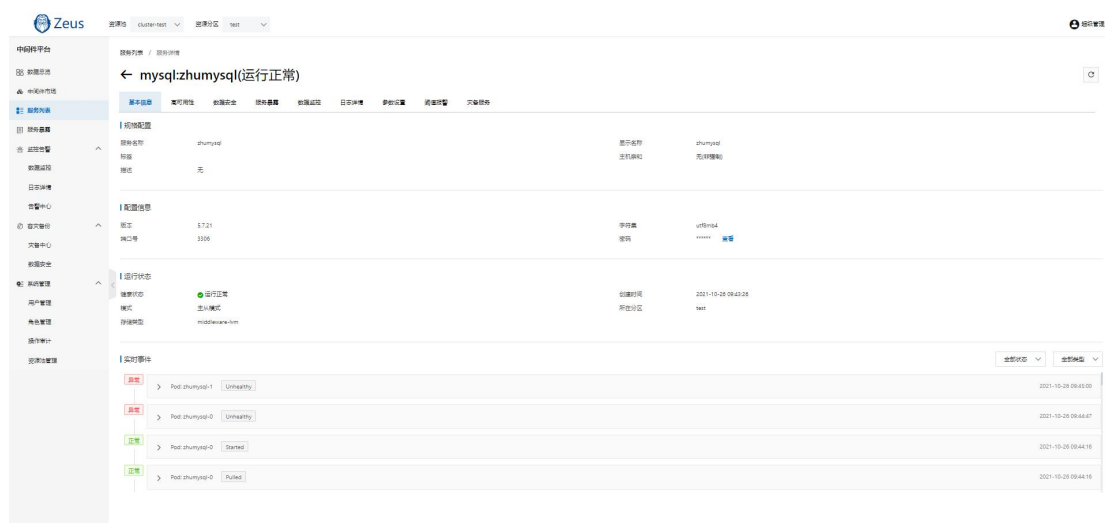 Zeus
资源池 cluster-test 资源分区 test
超级管理
中间件平台
数据总览
中间件市场
服务列表
服务暴露
监控告警
数据监控
日志详情
告警中心
容灾备份
灾备中心
数据安全
系统管理
用户管理
角色管理
操作审计
资源池管理
服务列表 / 服务详情
← mysql:zhumysql(运行正常)
基本信息 高可用性 数据安全 服务暴露 数据监控 日志详情 参数设置 阈值报警 灾备服务
规格配置
服务名称 zhumysql 显示名称 zhumysql
标签 主机亲和 无(非强制)
描述 无
配置信息
版本 5.7.21 字符集 utf8mb4
端口号 3306 密码 ****** 查看
运行状态
健康状态 运行正常 创建时间 2021-10-26 09:43:26
模式 主从模式 所在分区 test
存储类型 middleware-lvm
实时事件 全部状态 全部类型
异常 Pod: zhumysql-1 Unhealthy 2021-10-26 09:45:00
异常 Pod: zhumysql-0 Unhealthy 2021-10-26 09:44:47
正常 Pod: zhumysql-0 Started 2021-10-26 09:44:16
正常 Pod: zhumysql-0 Pulled 2021-10-26 09:44:16